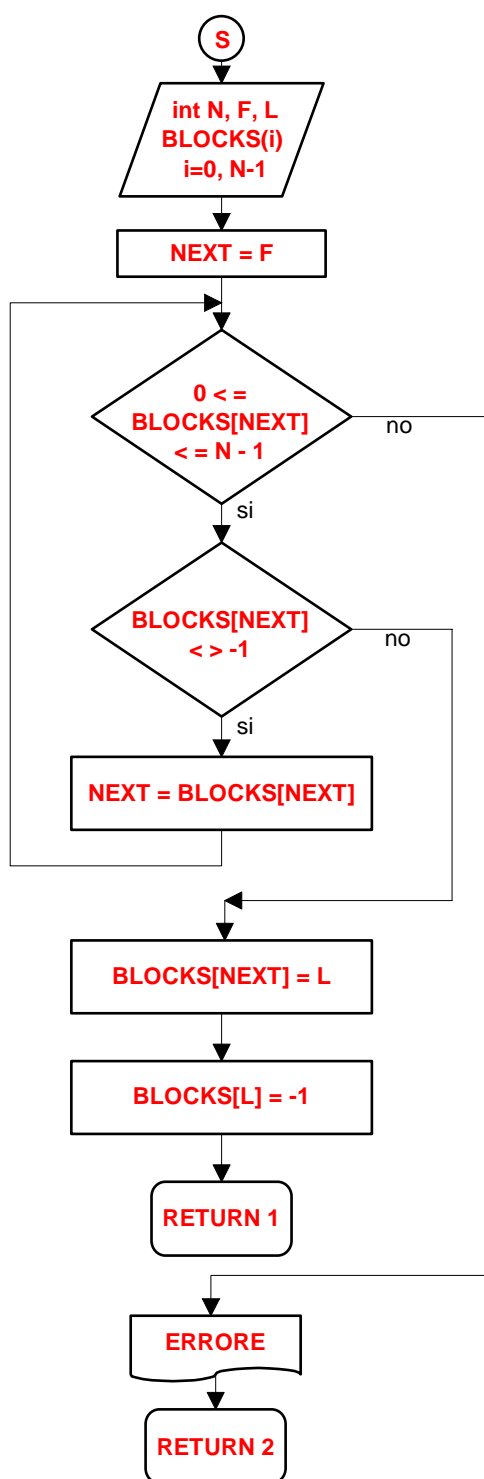 S
int N, F, L
BLOCKS(i)
i=0, N-1
NEXT = F
0 < =
BLOCKS[NEXT]
< = N - 1
no
si
BLOCKS[NEXT]
< > -1
no
si
NEXT = BLOCKS[NEXT]
BLOCKS[NEXT] = L
BLOCKS[L] = -1
RETURN 1
ERRORE
RETURN 2